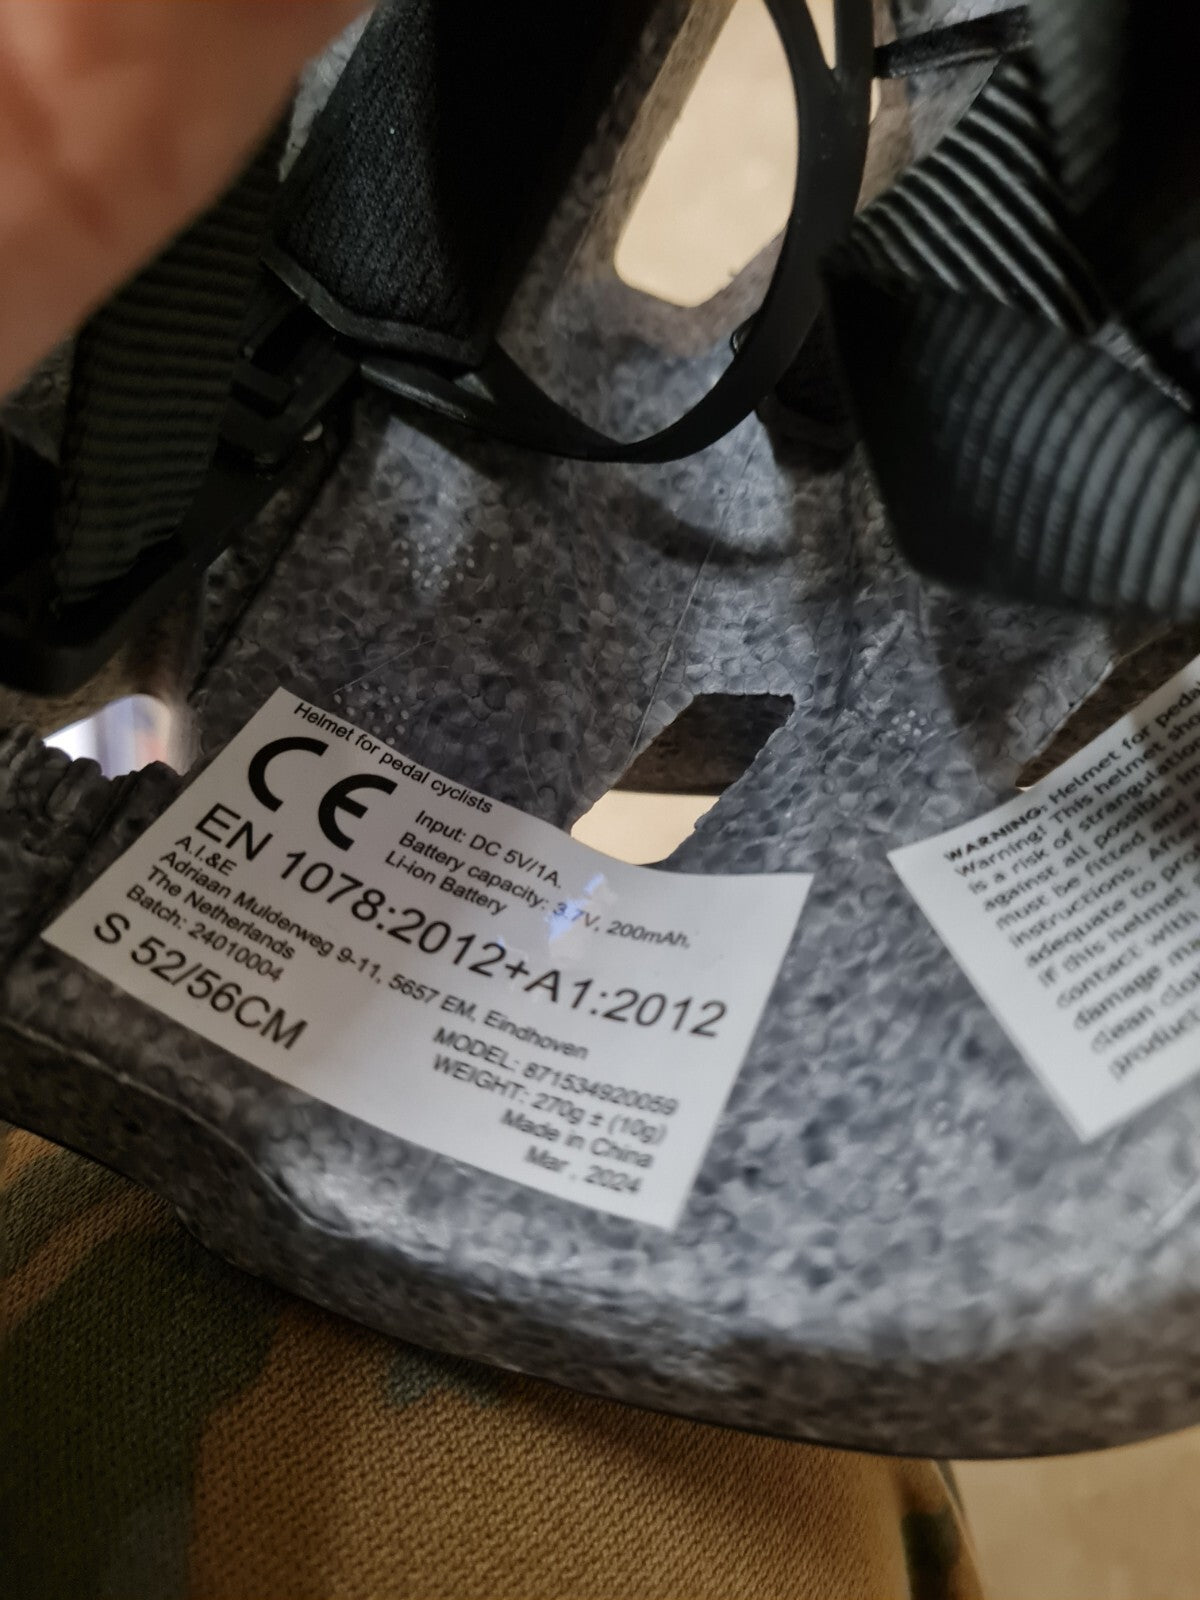 Helmet for pedal cyclists
CE
Input: DC 5V/1A.
Battery capacity: 3.7V, 200mAh.
Li-ion Battery
EN 1078:2012+A1:2012
A.I.&E
Adriaan Mulderweg 9-11, 5657 EM, Eindhoven
The Netherlands
Batch: 24010004
S 52/56CM
MODEL: 871534920059
WEIGHT: 270g ± (10g)
Made in China
Mar , 2024
WARNING: Helmet for
Warning! This helmet
is a risk of strangulation
against all possible
must be fitted and
instructions. After
adequate to
if this helmet
contact with
damage
clean
product